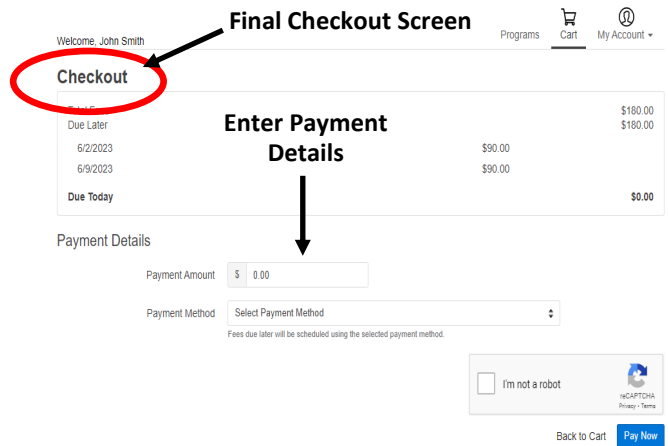 Final Checkout Screen
Programs
Cart
My Account
Welcome, John Smith
Checkout
$180.00
Due Later
$180.00
6/2/2023
$90.00
6/9/2023
$90.00
Due Today
$0.00
Enter Payment
Details
Payment Details
Payment Amount
$ 0.00
Payment Method
Select Payment Method
Fees due later will be scheduled using the selected payment method.
I'm not a robot
reCAPTCHA
Privacy - Terms
Back to Cart
Pay Now